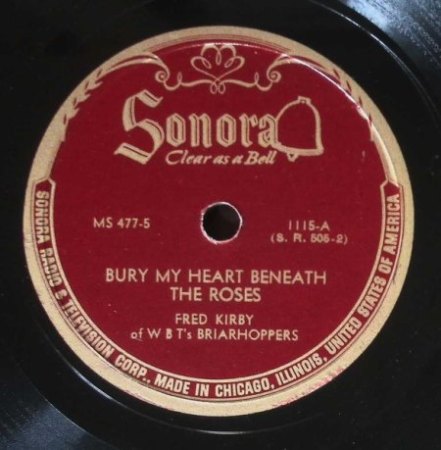 Sonora
Clear as a Bell
MS 477-5
1115-A
(S. R. 505-2)
BURY MY HEART BENEATH
THE ROSES
FRED KIRBY
of W B T's BRIARHOPPERS
SONORA RADIO & TELEVISION CORP., MADE IN CHICAGO, ILLINOIS, UNITED STATES OF AMERICA